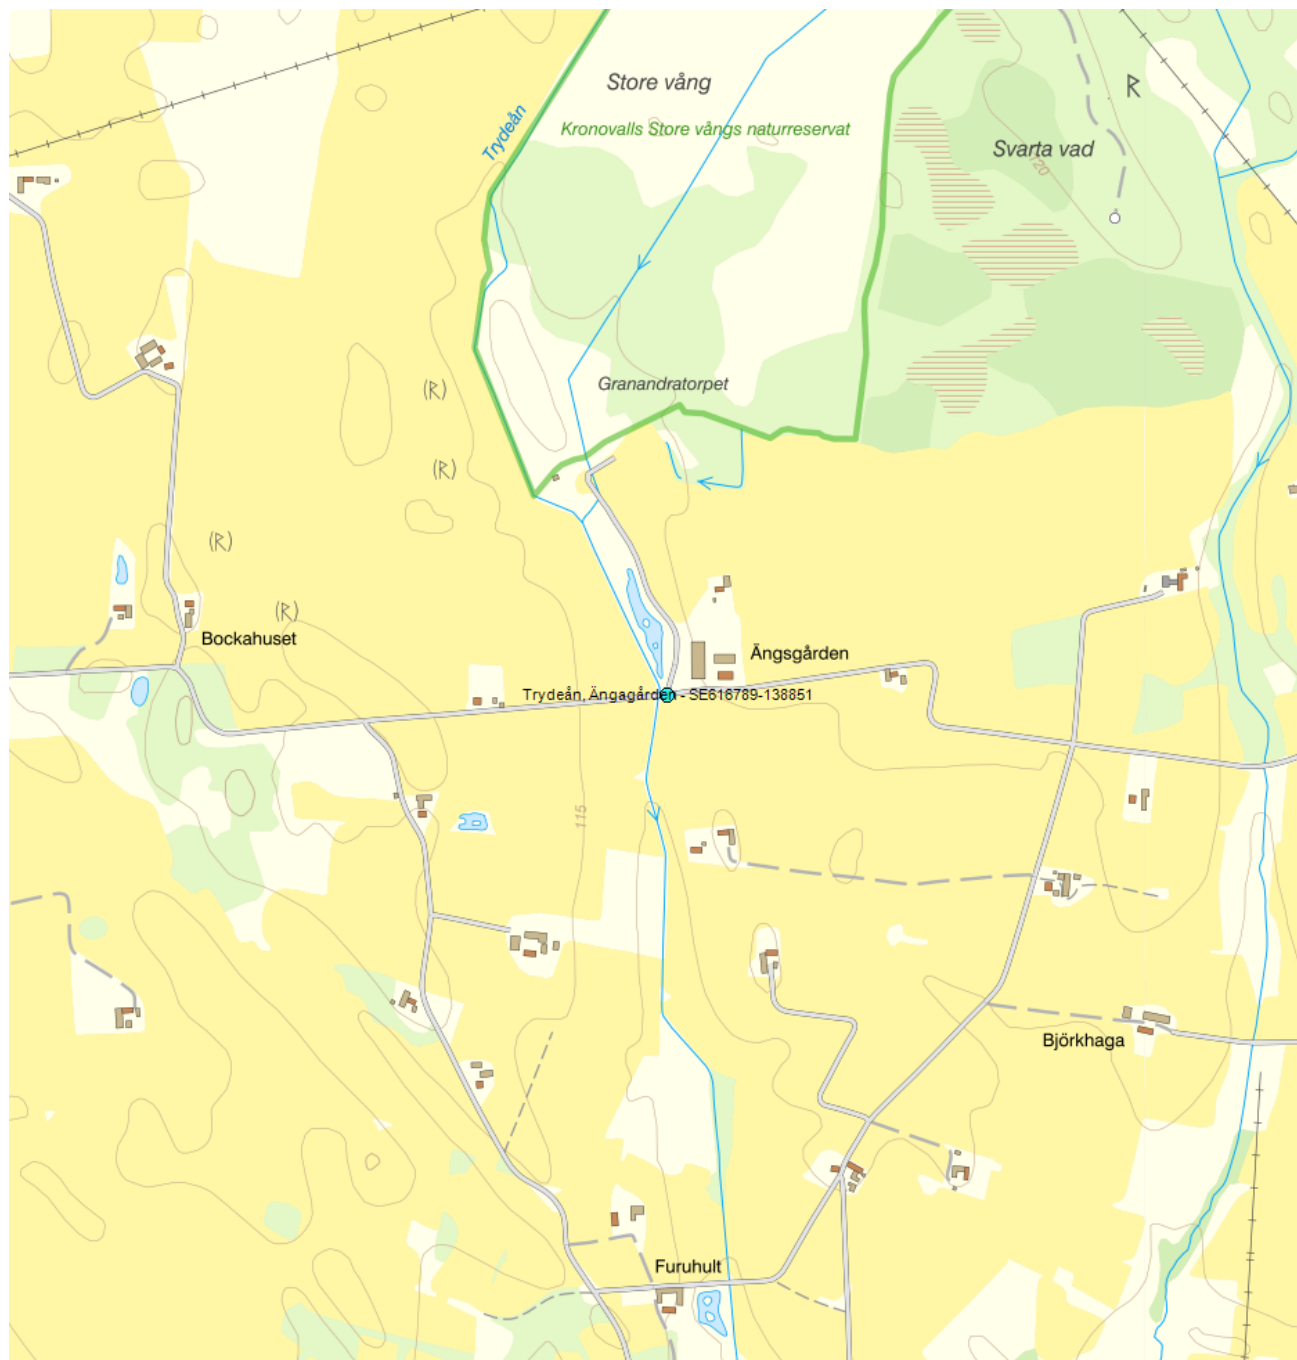 Store vång
Kronovalls Store vångs naturreservat
Trydeån
Svarta vad
120
R
Granandratorpet
(R)
(R)
(R)
(R)
Bockahuset
Ängsgården
Trydeån, Ängagården - SE616789-138851
115
Björkhaga
Furuhult